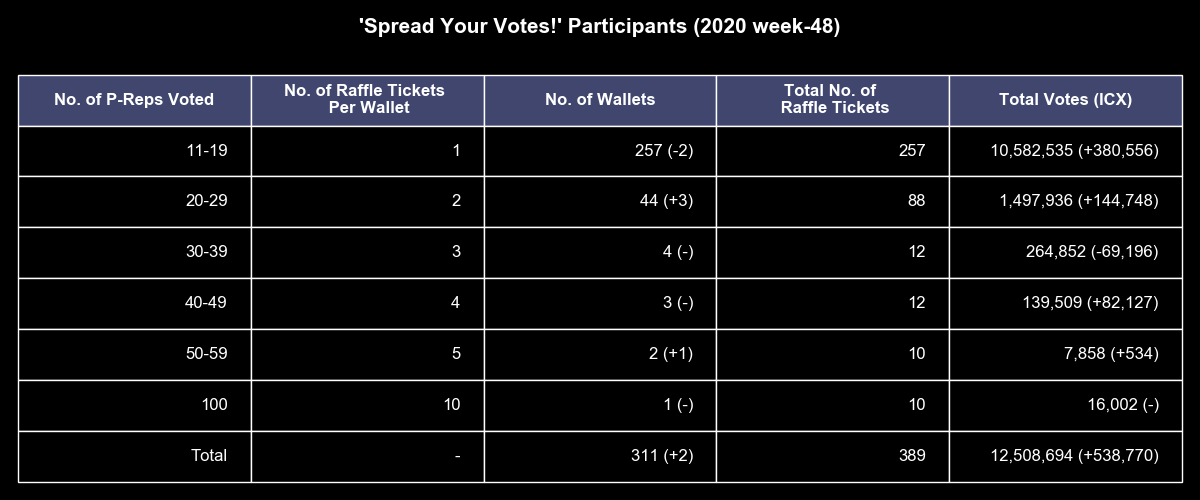 'Spread Your Votes!' Participants (2020 week-48)
No. of P-Reps Voted
No. of Raffle Tickets
Per Wallet
No. of Wallets
Total No. of
Raffle Tickets
Total Votes (ICX)
11-19 1 257 (-2) 257 10,582,535 (+380,556)
20-29 2 44 (+3) 88 1,497,936 (+144,748)
30-39 3 4 (-) 12 264,852 (-69,196)
40-49 4 3 (-) 12 139,509 (+82,127)
50-59 5 2 (+1) 10 7,858 (+534)
100 10 1 (-) 10 16,002 (-)
Total - 311 (+2) 389 12,508,694 (+538,770)